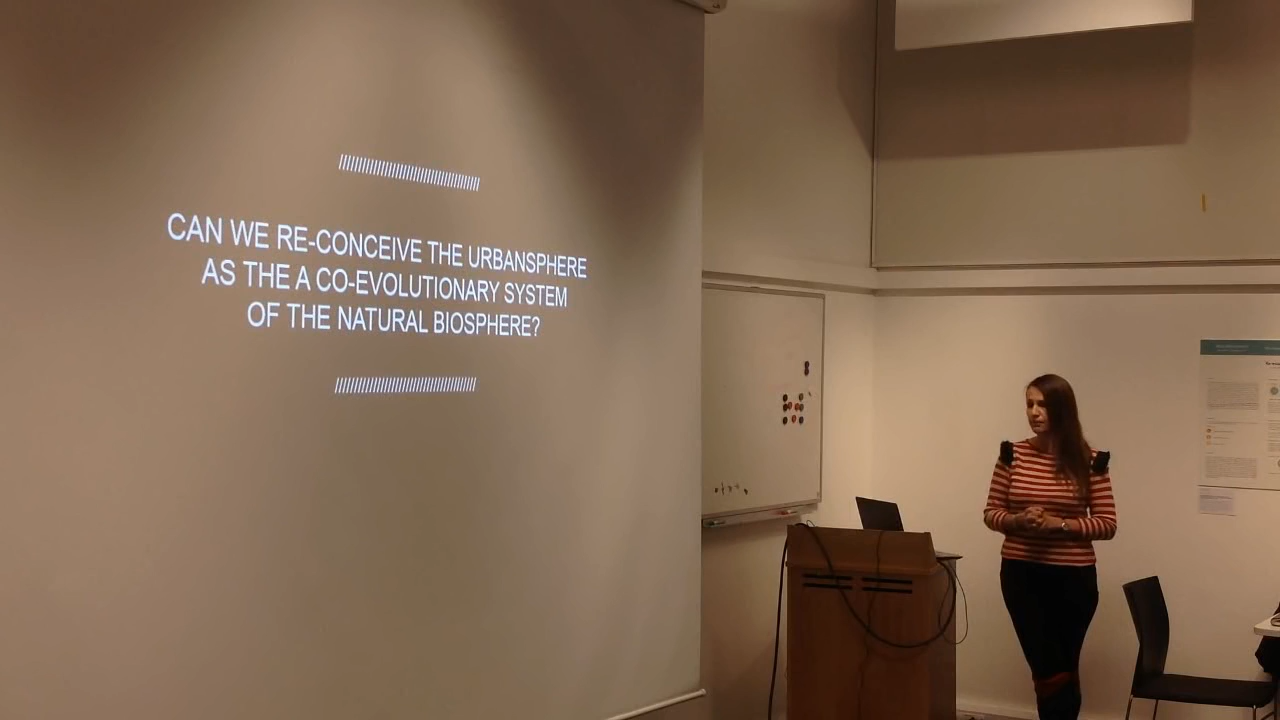 CAN WE RE-CONCEIVE THE URBANSPHERE
AS THE A CO-EVOLUTIONARY SYSTEM
OF THE NATURAL BIOSPHERE?